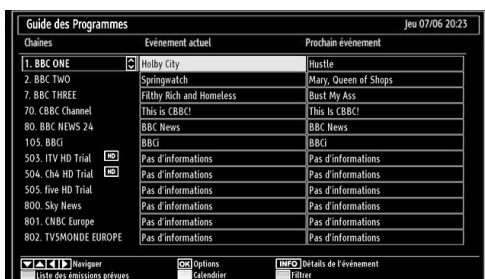 Guide des Programmes Jeu 07/06 20:23
Chaines Evénement actuel Prochain événement
1. BBC ONE Holby City Hustle
2. BBC TWO Springwatch Mary, Queen of Shops
7. BBC THREE Filthy Rich and Homeless Bust My Ass
70. CBBC Channel This is CBBC! This Is CBBC!
80. BBC NEWS 24 BBC News BBC News
105. BBCi BBCi BBCi
503. ITV HD Trial HD Pas d'informations Pas d'informations
504. Ch4 HD Trial HD Pas d'informations Pas d'informations
505. five HD Trial Pas d'informations Pas d'informations
800. Sky News Pas d'informations Pas d'informations
801. CNBC Europe Pas d'informations Pas d'informations
802. TV5MONDE EUROPE Pas d'informations Pas d'informations
Naviguer OK Options INFO Détails de l'événement
Liste des émissions prévues Calendrier Filtrer